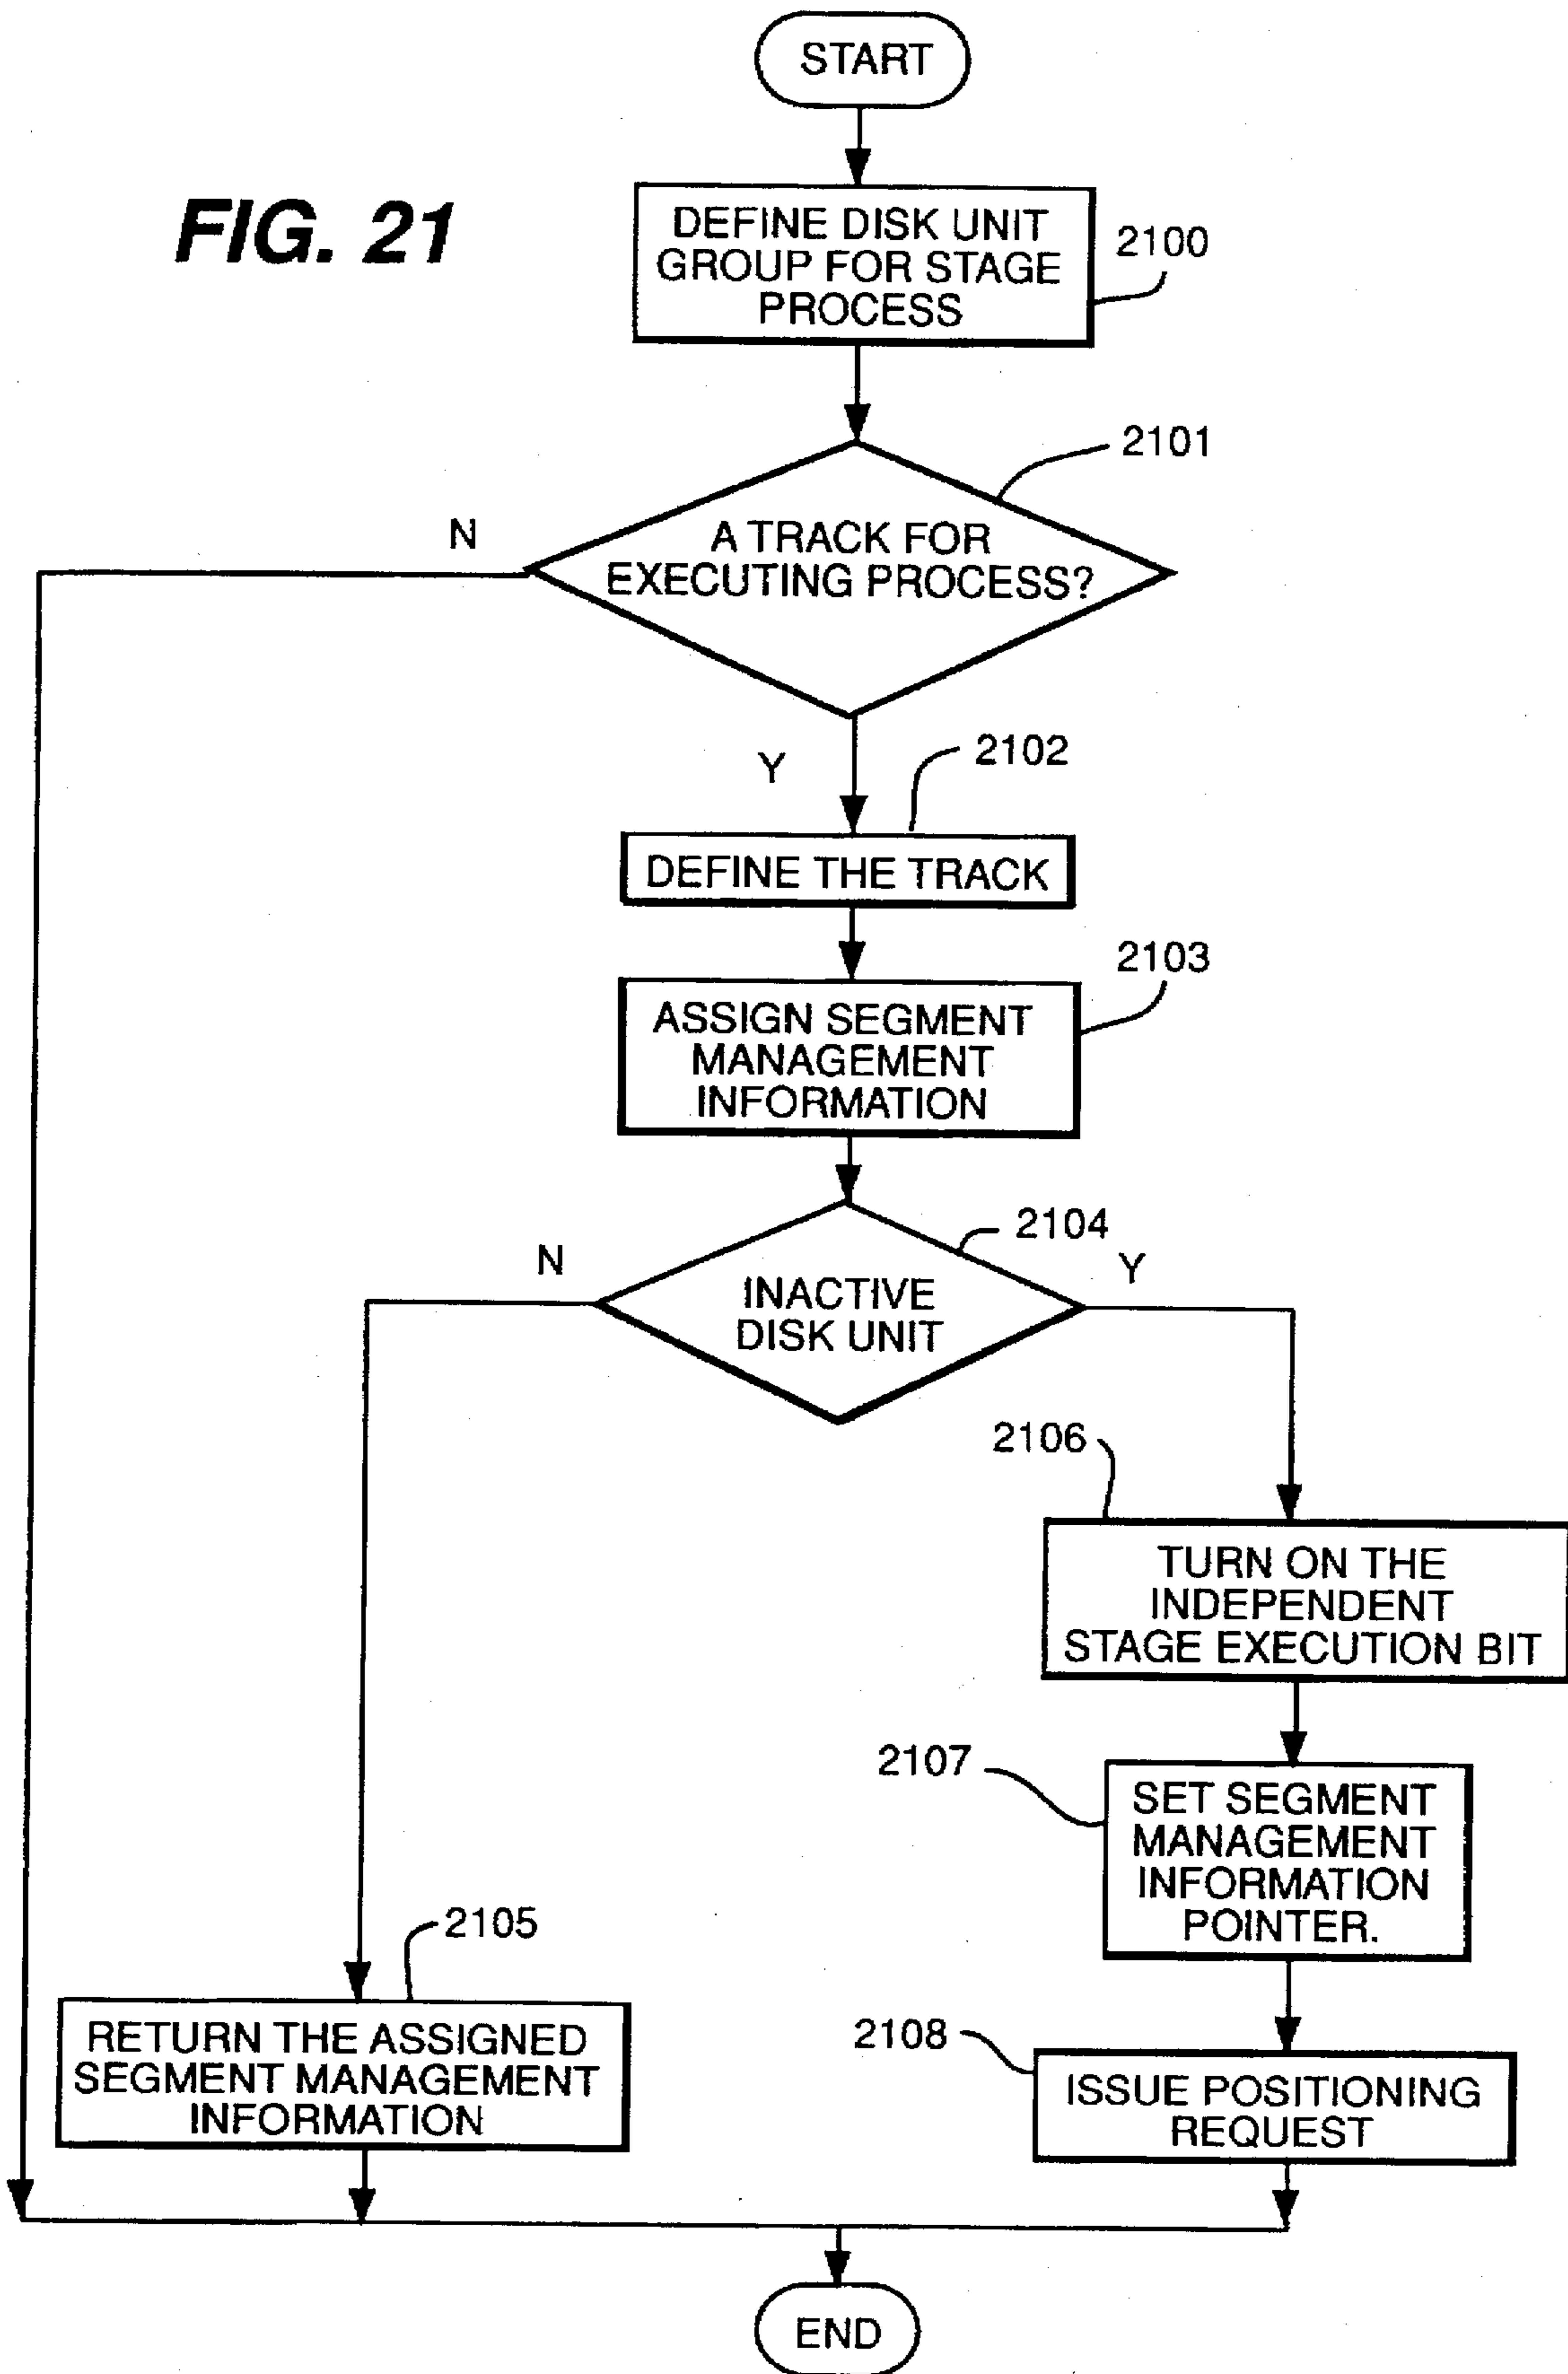 START
FIG. 21
DEFINE DISK UNIT
GROUP FOR STAGE
PROCESS
2100
2101
N
A TRACK FOR
EXECUTING PROCESS?
Y
2102
DEFINE THE TRACK
2103
ASSIGN SEGMENT
MANAGEMENT
INFORMATION
2104
N
Y
INACTIVE
DISK UNIT
2106
TURN ON THE
INDEPENDENT
STAGE EXECUTION BIT
2107
SET SEGMENT
MANAGEMENT
INFORMATION
POINTER.
2105
RETURN THE ASSIGNED
SEGMENT MANAGEMENT
INFORMATION
2108
ISSUE POSITIONING
REQUEST
END